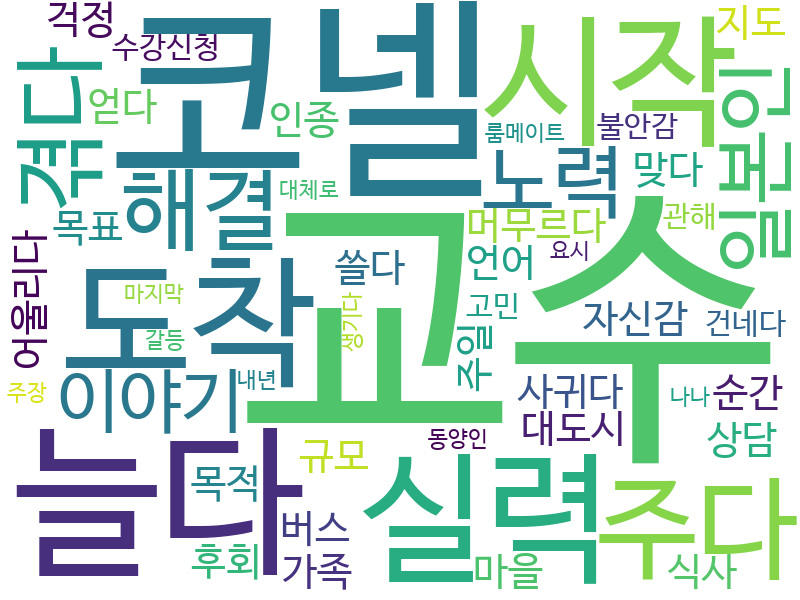 걱정
수강신청
코넬
시작
지도
겪다
얻다
인종
룸메이트
불안감
일본인
해결
대체로
노력
맞다
목표
교수
머무르다
관해
어울리다
도착
쓸다
언어
요시
마지막
생기다
고민
자신감
건네다
갈등
주일
주장
이야기
내년
사귀다
나나
순간
늘다
동양인
대도시
상담
목적
규모
실력
주다
버스
후회
가족
마을
식사